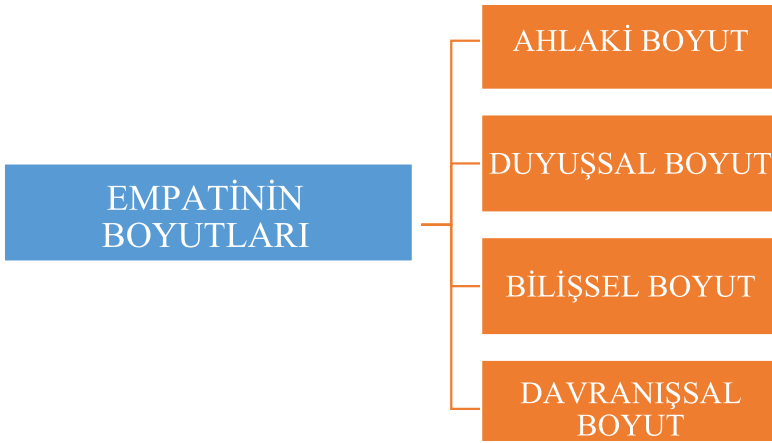 EMPATİNİN
BOYUTLARI
AHLAKİ BOYUT
DUYUŞSAL BOYUT
BİLİŞSEL BOYUT
DAVRANIŞSAL
BOYUT